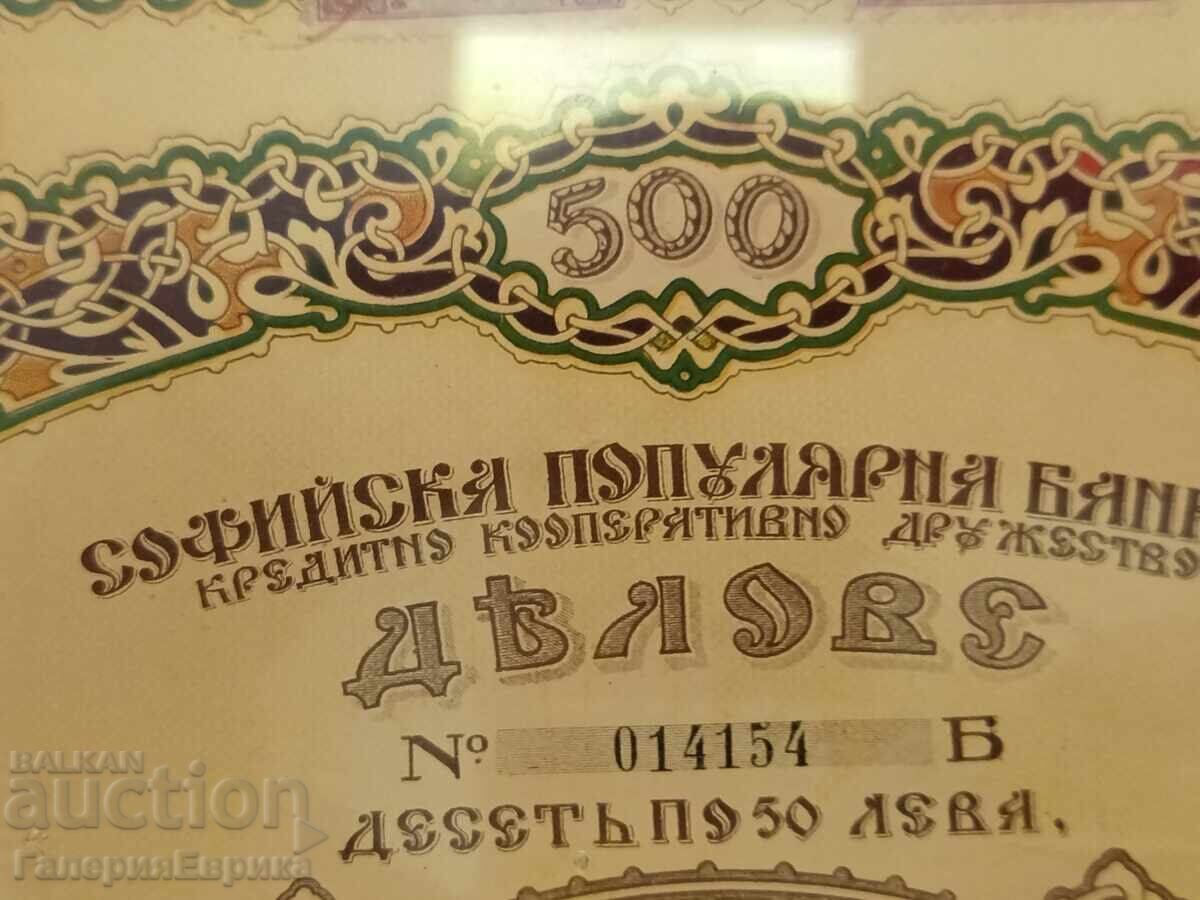 500
СОФИЙСКА ПОПУЛЯРНА БАНК
КРЕДИТНО КООПЕРАТИВНО ДРУЖЕСТВО
ДѢЛОВЕ
№ 014154 Б
ДЕСЕТЬ ПО 50 ЛЕВА.
BALKAN
auction
ГалерияЕврика